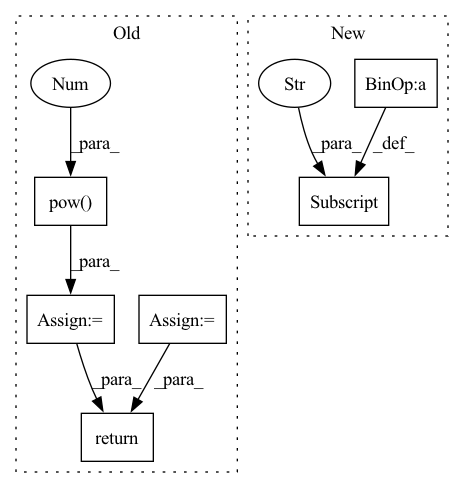 Old
New
Num
Str
BinOp:a
_para_
_para_
_def_
pow()
Subscript
_para_
Assign:=
Assign:=
_para_
_para_
return